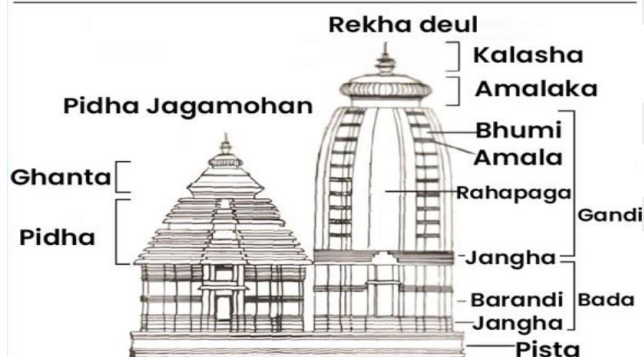 Rekha deul
Kalasha
Amalaka
Pidha Jagamohan
Bhumi
Amala
Ghanta
Rahapaga
Gandi
Pidha
Jangha
Barandi
Bada
Jangha
Pista